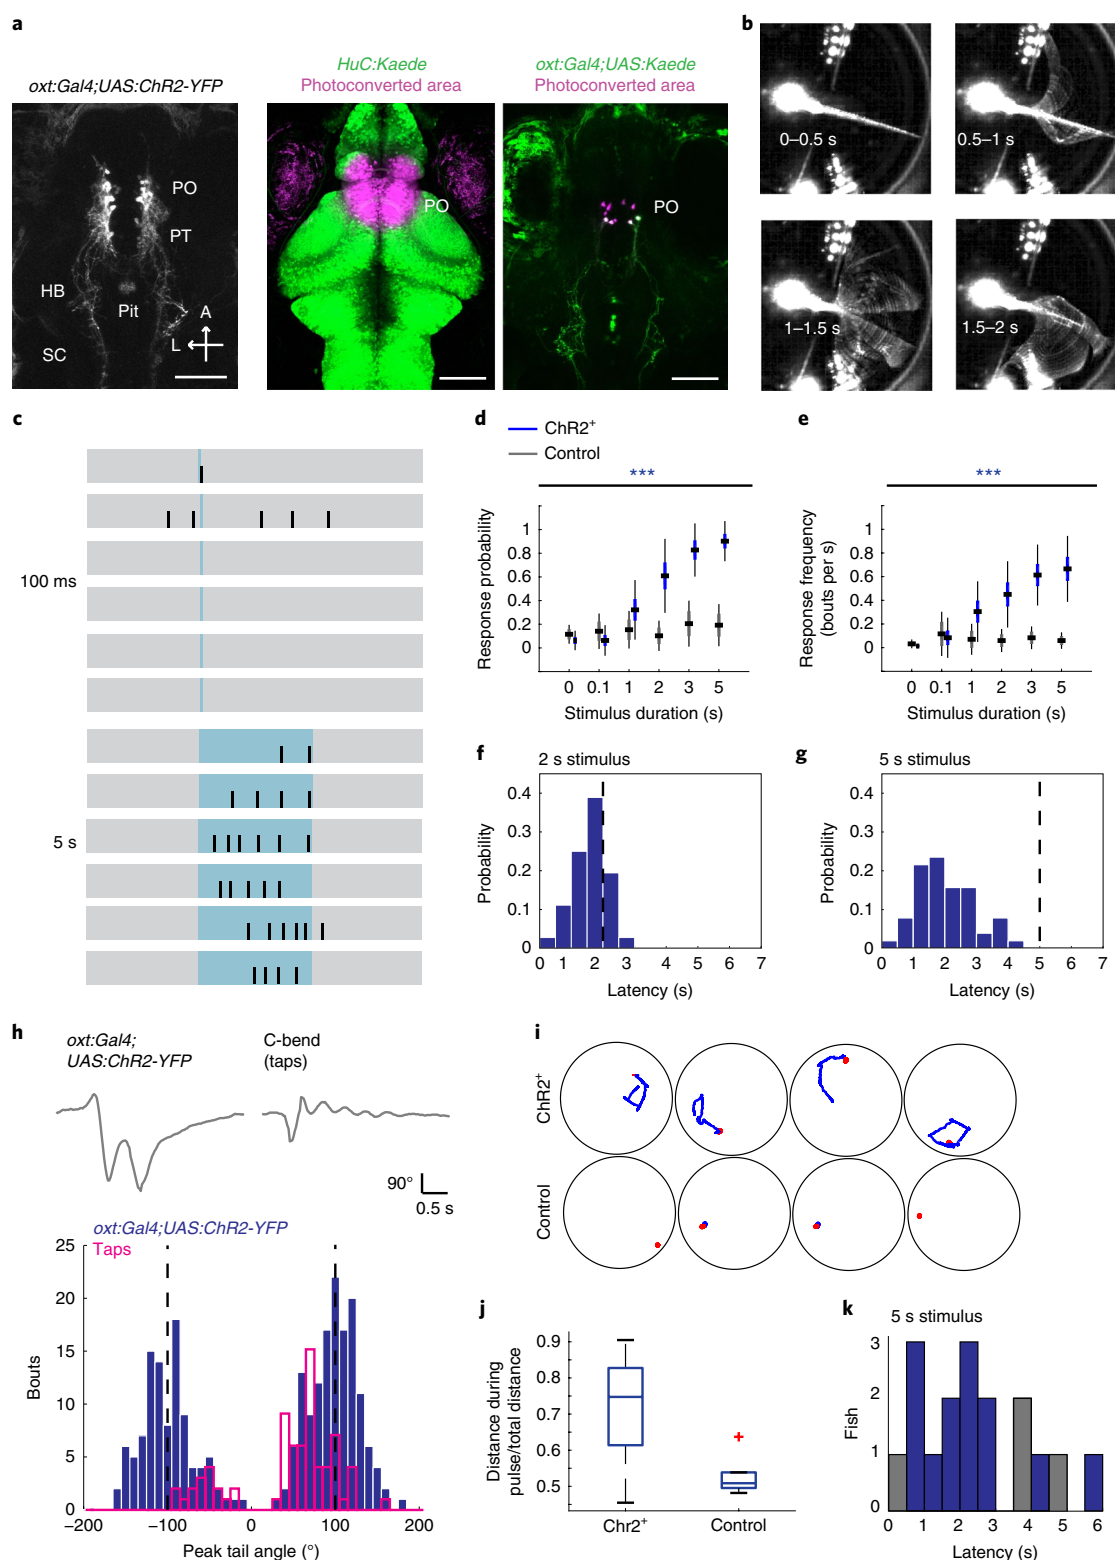 a
oxt:Gal4;UAS:ChR2-YFP
PO
PT
HB
Pit
A
L
SC
HuC:Kaede
Photoconverted area
PO
oxt:Gal4;UAS:Kaede
Photoconverted area
PO
b
0–0.5 s
0.5–1 s
1–1.5 s
1.5–2 s
c
100 ms
5 s
d
ChR2+
Control
***
Response probability
1
0.8
0.6
0.4
0.2
0
0 0.1 1 2 3 5
Stimulus duration (s)
e
***
Response frequency
(bouts per s)
1
0.8
0.6
0.4
0.2
0
0 0.1 1 2 3 5
Stimulus duration (s)
f
2 s stimulus
Probability
0.4
0.3
0.2
0.1
0
0 1 2 3 4 5 6 7
Latency (s)
g
5 s stimulus
Probability
0.4
0.3
0.2
0.1
0
0 1 2 3 4 5 6 7
Latency (s)
h
oxt:Gal4;
UAS:ChR2-YFP
C-bend
(taps)
90°
0.5 s
oxt:Gal4;UAS:ChR2-YFP
Taps
Bouts
25
20
15
10
5
0
−200 −100 0 100 200
Peak tail angle (°)
i
ChR2+
Control
j
Distance during
pulse/total distance
0.9
0.8
0.7
0.6
0.5
Chr2+ Control
k
5 s stimulus
Fish
3
2
1
0
0 1 2 3 4 5 6
Latency (s)